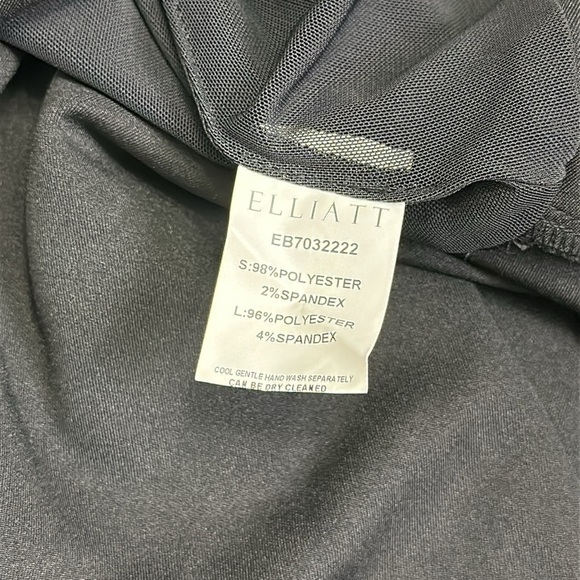 ELLIATT
EB7032222
S:98%POLYESTER
2%SPANDEX
L:96%POLYESTER
4%SPANDEX
COOL GENTLE HAND WASH SEPARATELY
CAN BE DRY CLEANED